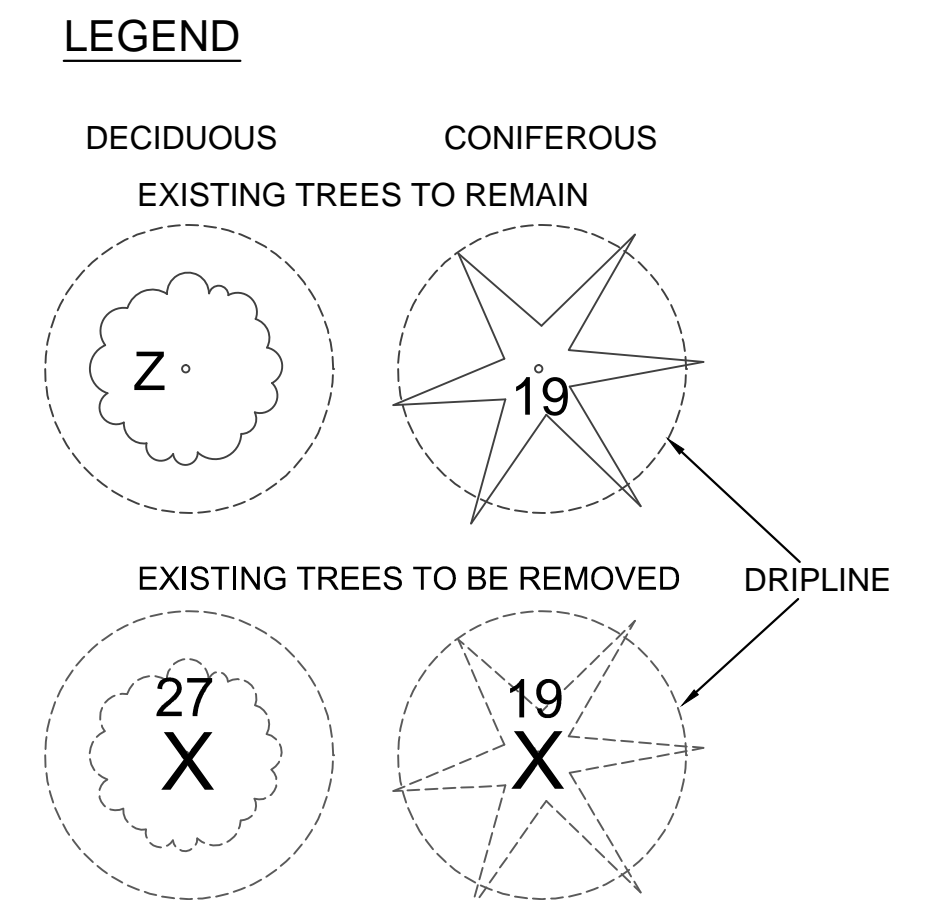 LEGEND
DECIDUOUS CONIFEROUS
EXISTING TREES TO REMAIN
Z 19
EXISTING TREES TO BE REMOVED DRIPLINE
27 19
X X